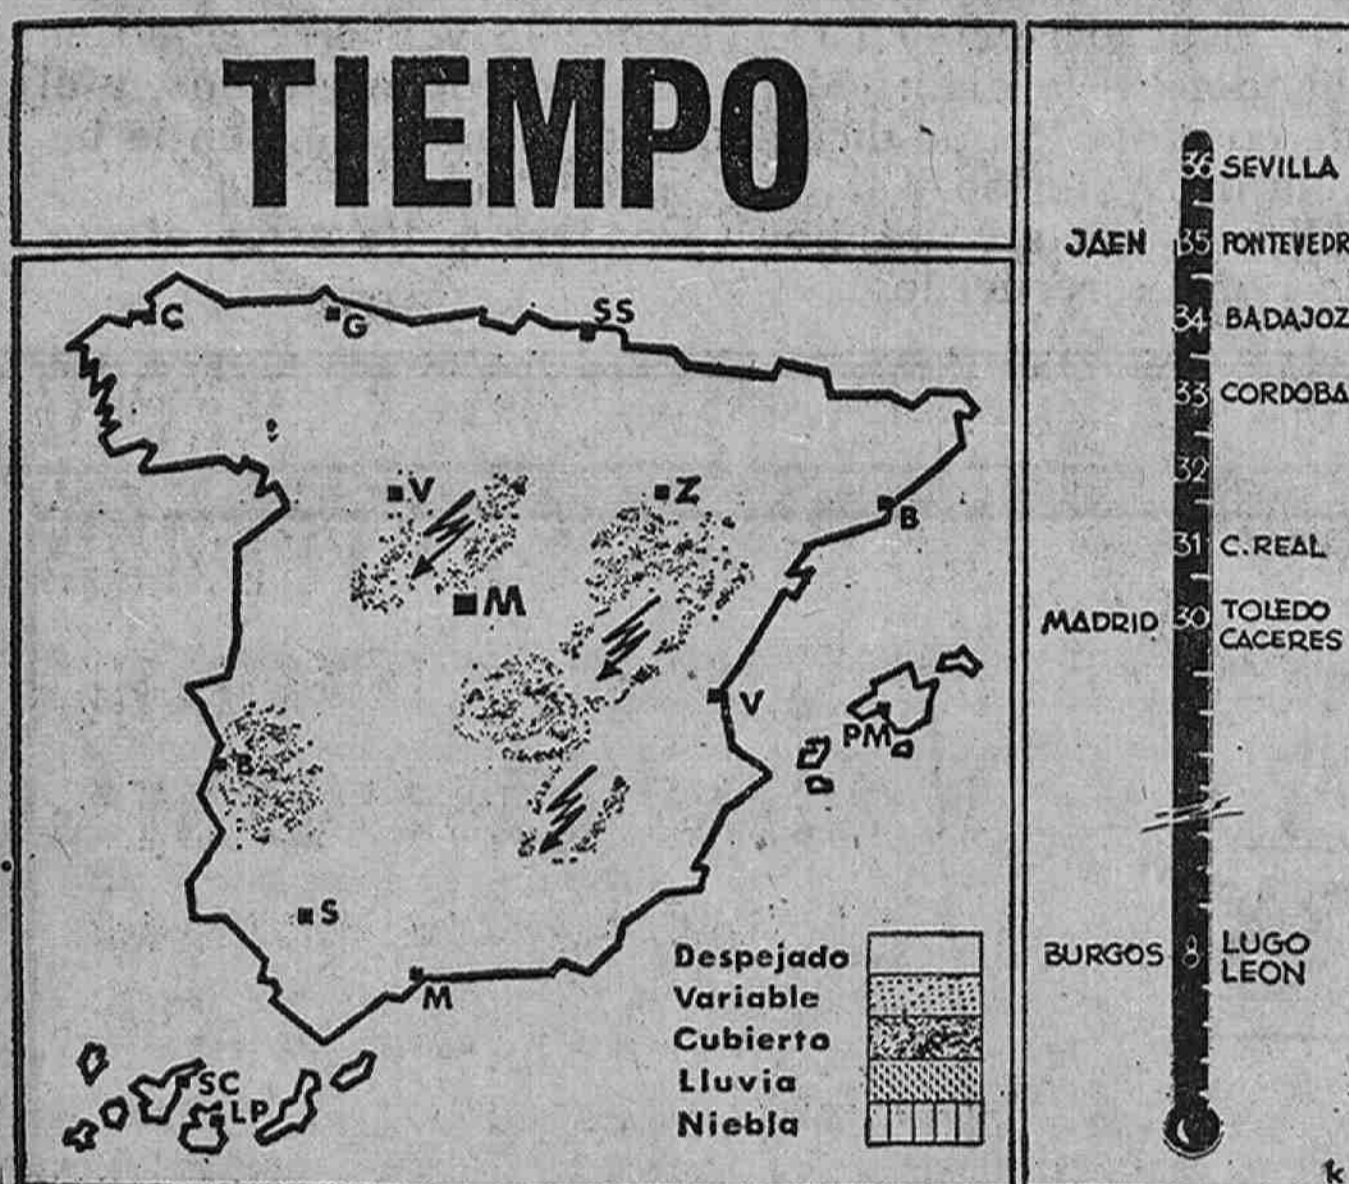 TIEMPO
C
G
SS
V
Z
B
M
V
PM
B
S
M
SC
LP
Despejado
Variable
Cubierto
Lluvia
Niebla
36 SEVILLA
JAEN 35 PONTEVEDR
34 BADAJOZ
33 CORDOBA
32
31 C. REAL
MADRID 30 TOLEDO
CACERES
BURGOS 8 LUGO
LEON
k